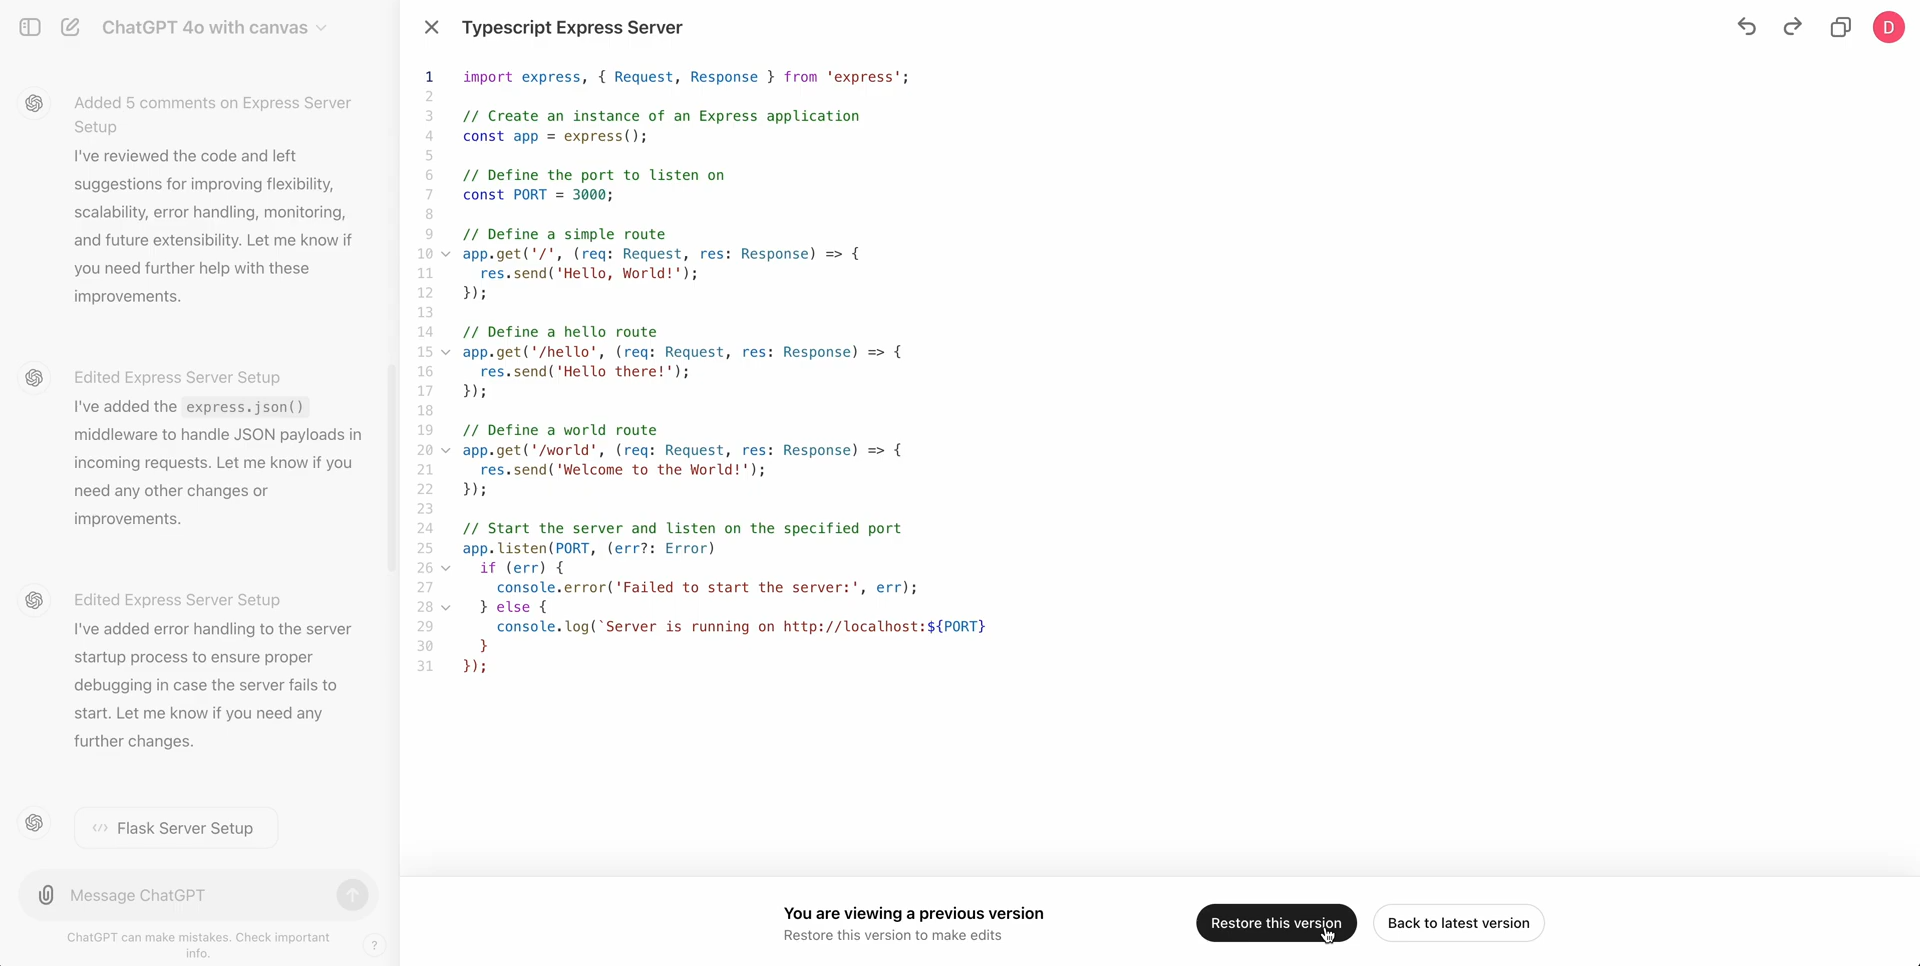 ChatGPT 4o with canvas
Added 5 comments on Express Server
Setup
I've reviewed the code and left
suggestions for improving flexibility,
scalability, error handling, monitoring,
and future extensibility. Let me know if
you need further help with these
improvements.
Edited Express Server Setup
I've added the express.json()
middleware to handle JSON payloads in
incoming requests. Let me know if you
need any other changes or
improvements.
Edited Express Server Setup
I've added error handling to the server
startup process to ensure proper
debugging in case the server fails to
start. Let me know if you need any
further changes.
</> Flask Server Setup
Message ChatGPT
ChatGPT can make mistakes. Check important
info.
?
Typescript Express Server
D
1 import express, { Request, Response } from 'express';
2
3 // Create an instance of an Express application
4 const app = express();
5
6 // Define the port to listen on
7 const PORT = 3000;
8
9 // Define a simple route
10 app.get('/', (req: Request, res: Response) => {
11 res.send('Hello, World!');
12 });
13
14 // Define a hello route
15 app.get('/hello', (req: Request, res: Response) => {
16 res.send('Hello there!');
17 });
18
19 // Define a world route
20 app.get('/world', (req: Request, res: Response) => {
21 res.send('Welcome to the World!');
22 });
23
24 // Start the server and listen on the specified port
25 app.listen(PORT, (err?: Error)
26 if (err) {
27 console.error('Failed to start the server:', err);
28 } else {
29 console.log(`Server is running on http://localhost:${PORT}
30 }
31 });
You are viewing a previous version
Restore this version to make edits
Restore this version
Back to latest version